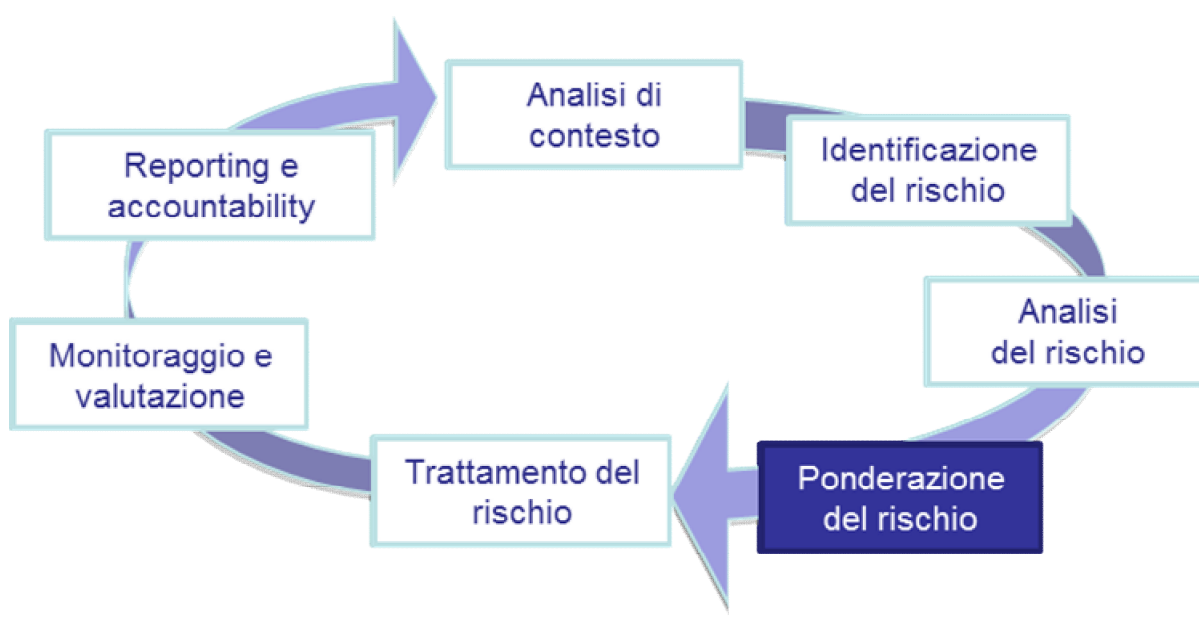 Analisi di
contesto
Identificazione
del rischio
Analisi
del rischio
Ponderazione
del rischio
Trattamento del
rischio
Monitoraggio e
valutazione
Reporting e
accountability